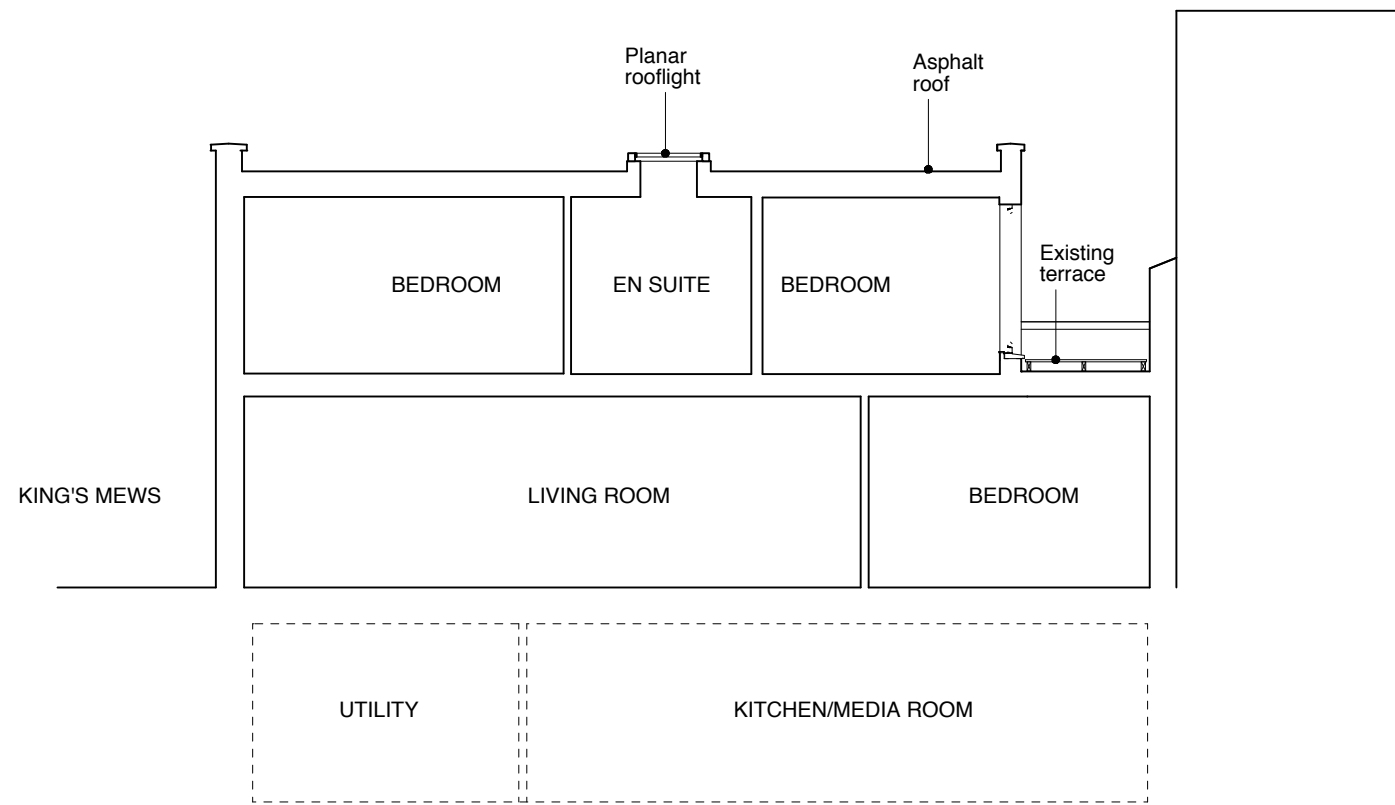 Planar
rooflight
Asphalt
roof
Existing
terrace
BEDROOM
EN SUITE
BEDROOM
KING'S MEWS
LIVING ROOM
BEDROOM
UTILITY
KITCHEN/MEDIA ROOM